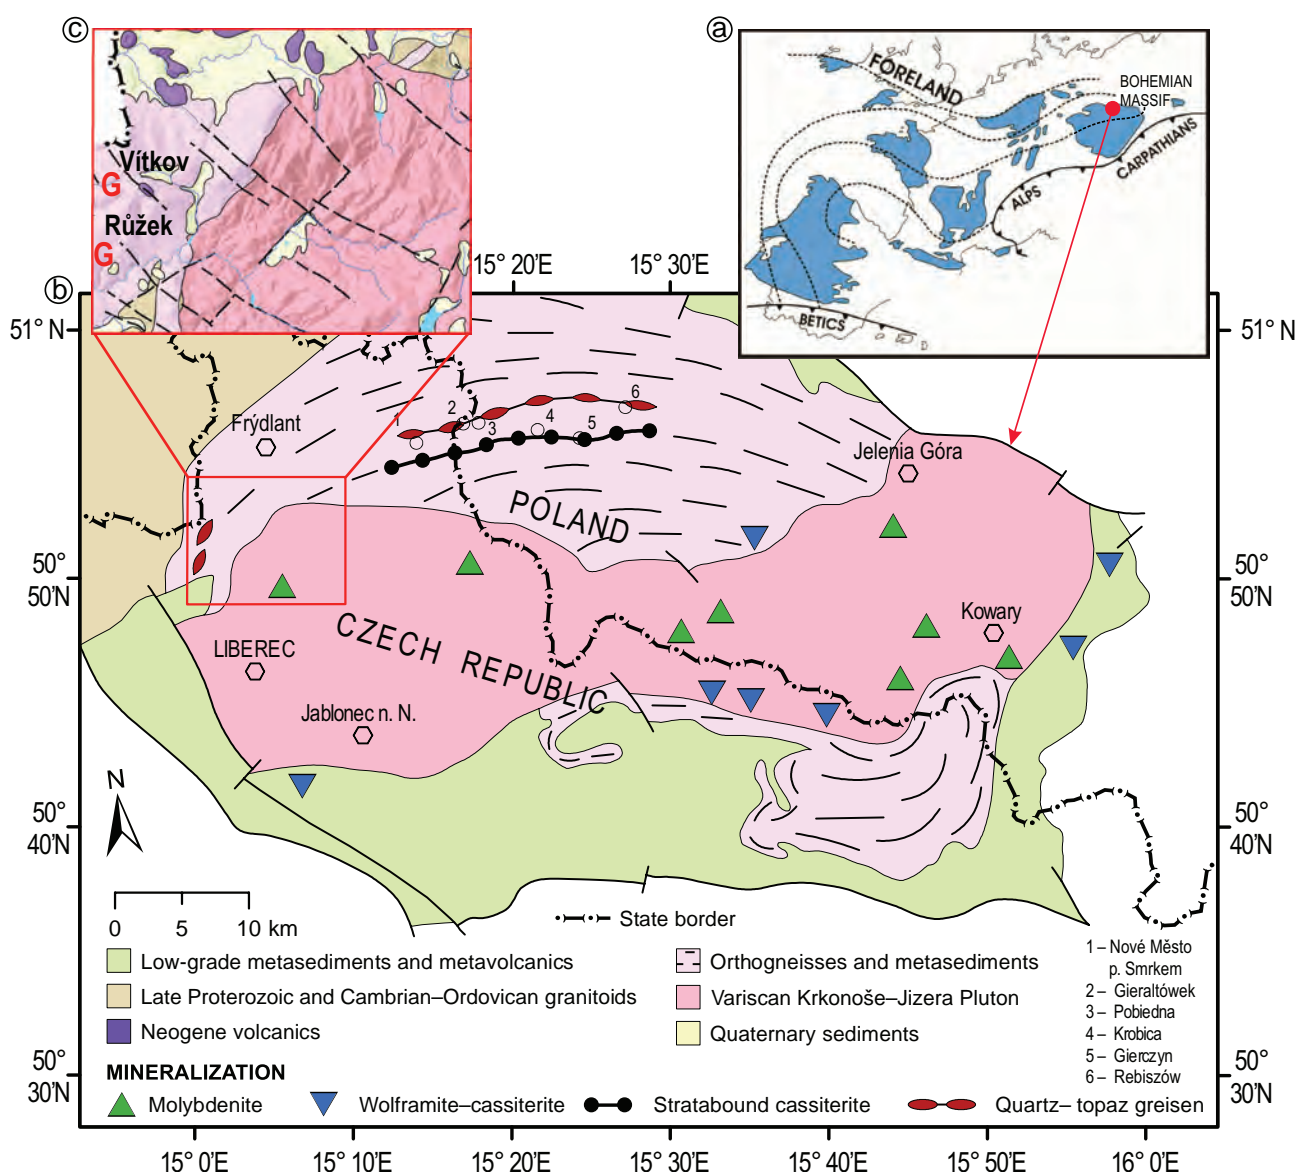 c
Vítkov
G
Růžek
G
a
FORELAND
BOHEMIAN
MASSIF
CARPATHIANS
ALPS
BETICS
b
15° 20'E
15° 30'E
51° N
51° N
1
2
3
4
5
6
Frýdlant
Jelenia Góra
POLAND
50°
50'N
50°
50'N
Kowary
CZECH REPUBLIC
LIBEREC
Jablonec n. N.
N
50°
40'N
50°
40'N
0 5 10 km
State border
Low-grade metasediments and metavolcanics
Late Proterozoic and Cambrian–Ordovican granitoids
Neogene volcanics
Orthogneisses and metasediments
Variscan Krkonoše–Jizera Pluton
Quaternary sediments
1 – Nové Město
p. Smrkem
2 – Gieraltówek
3 – Pobiedna
4 – Krobica
5 – Gierczyn
6 – Rebiszów
50°
30'N
50°
30'N
MINERALIZATION
Molybdenite
Wolframite–cassiterite
Stratabound cassiterite
Quartz– topaz greisen
15° 0'E
15° 10'E
15° 20'E
15° 30'E
15° 40'E
15° 50'E
16° 0'E